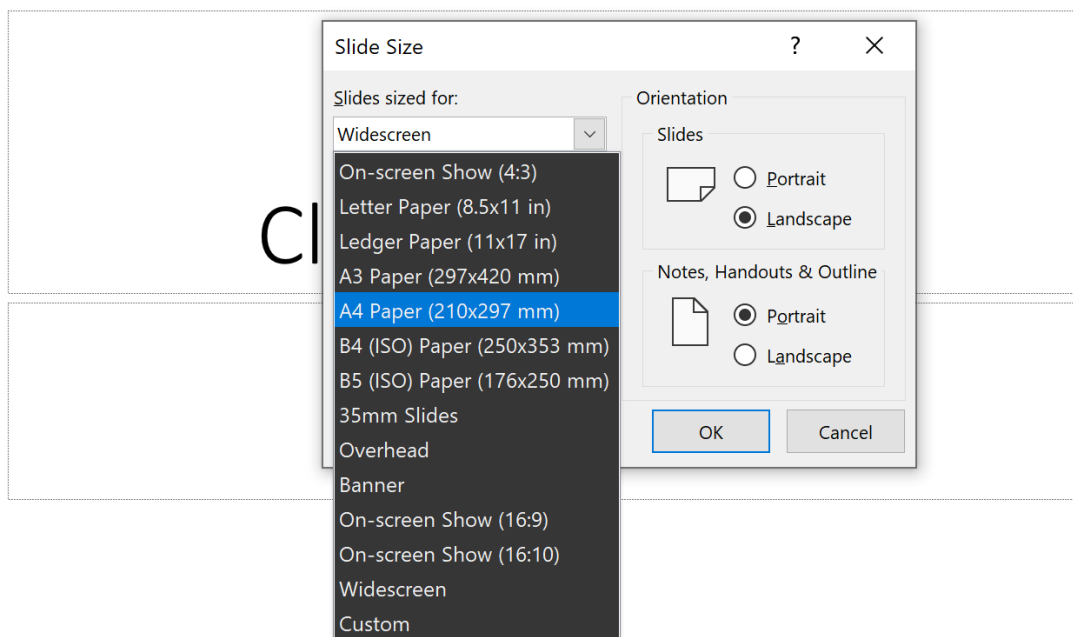 Slide Size
?
Slides sized for:
Widescreen
On-screen Show (4:3)
Letter Paper (8.5x11 in)
Ledger Paper (11x17 in)
A3 Paper (297x420 mm)
A4 Paper (210x297 mm)
B4 (ISO) Paper (250x353 mm)
B5 (ISO) Paper (176x250 mm)
35mm Slides
Overhead
Banner
On-screen Show (16:9)
On-screen Show (16:10)
Widescreen
Custom
Orientation
Slides
Portrait
Landscape
Notes, Handouts & Outline
Portrait
Landscape
OK
Cancel
Cl